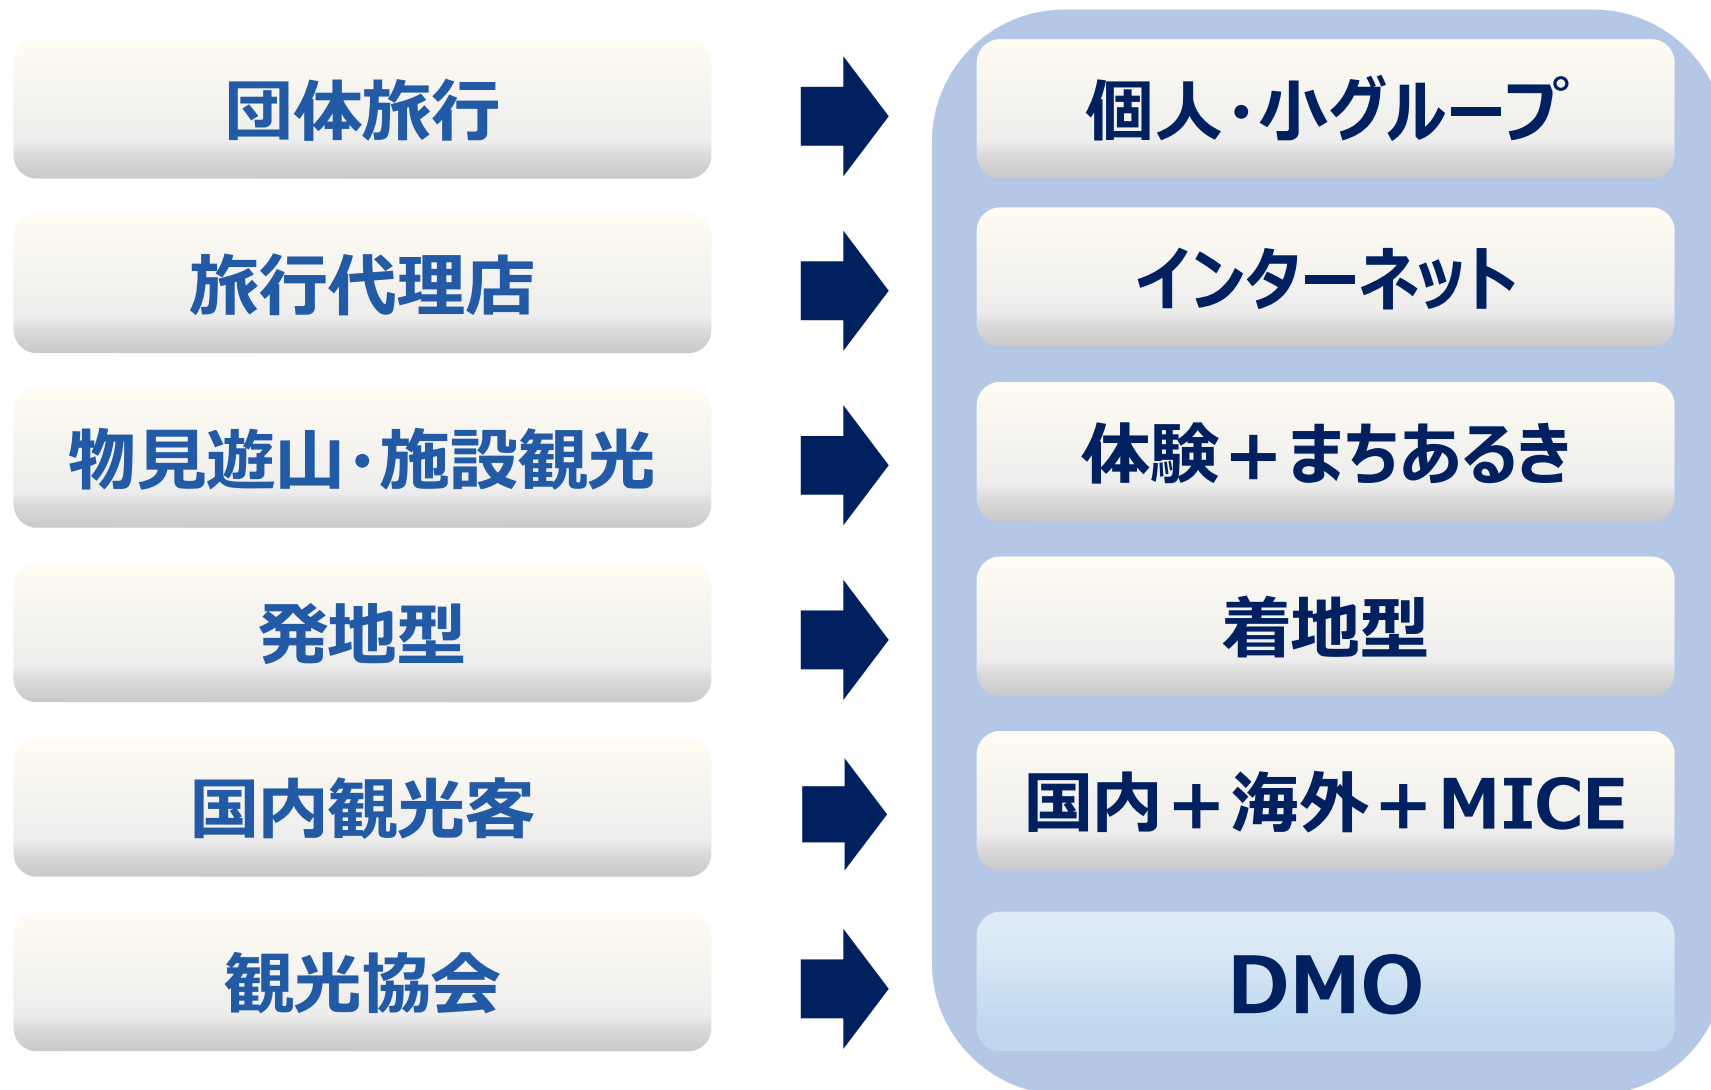 団体旅行
個人・小グループ
旅行代理店
インターネット
物見遊山・施設観光
体験＋まちあるき
発地型
着地型
国内観光客
国内＋海外＋MICE
観光協会
DMO